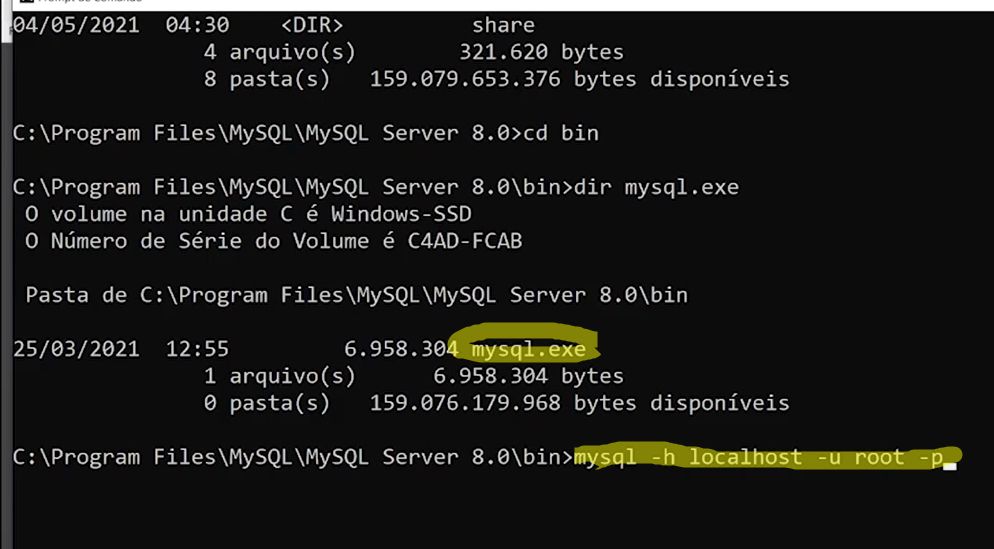 Prompt de Comando
04/05/2021  04:30    <DIR>          share
               4 arquivo(s)        321.620 bytes
               8 pasta(s)   159.079.653.376 bytes disponíveis
C:\Program Files\MySQL\MySQL Server 8.0>cd bin
C:\Program Files\MySQL\MySQL Server 8.0\bin>dir mysql.exe
 O volume na unidade C é Windows-SSD
 O Número de Série do Volume é C4AD-FCAB
 Pasta de C:\Program Files\MySQL\MySQL Server 8.0\bin
25/03/2021  12:55         6.958.304 mysql.exe
               1 arquivo(s)      6.958.304 bytes
               0 pasta(s)   159.076.179.968 bytes disponíveis
C:\Program Files\MySQL\MySQL Server 8.0\bin>mysql -h localhost -u root -p